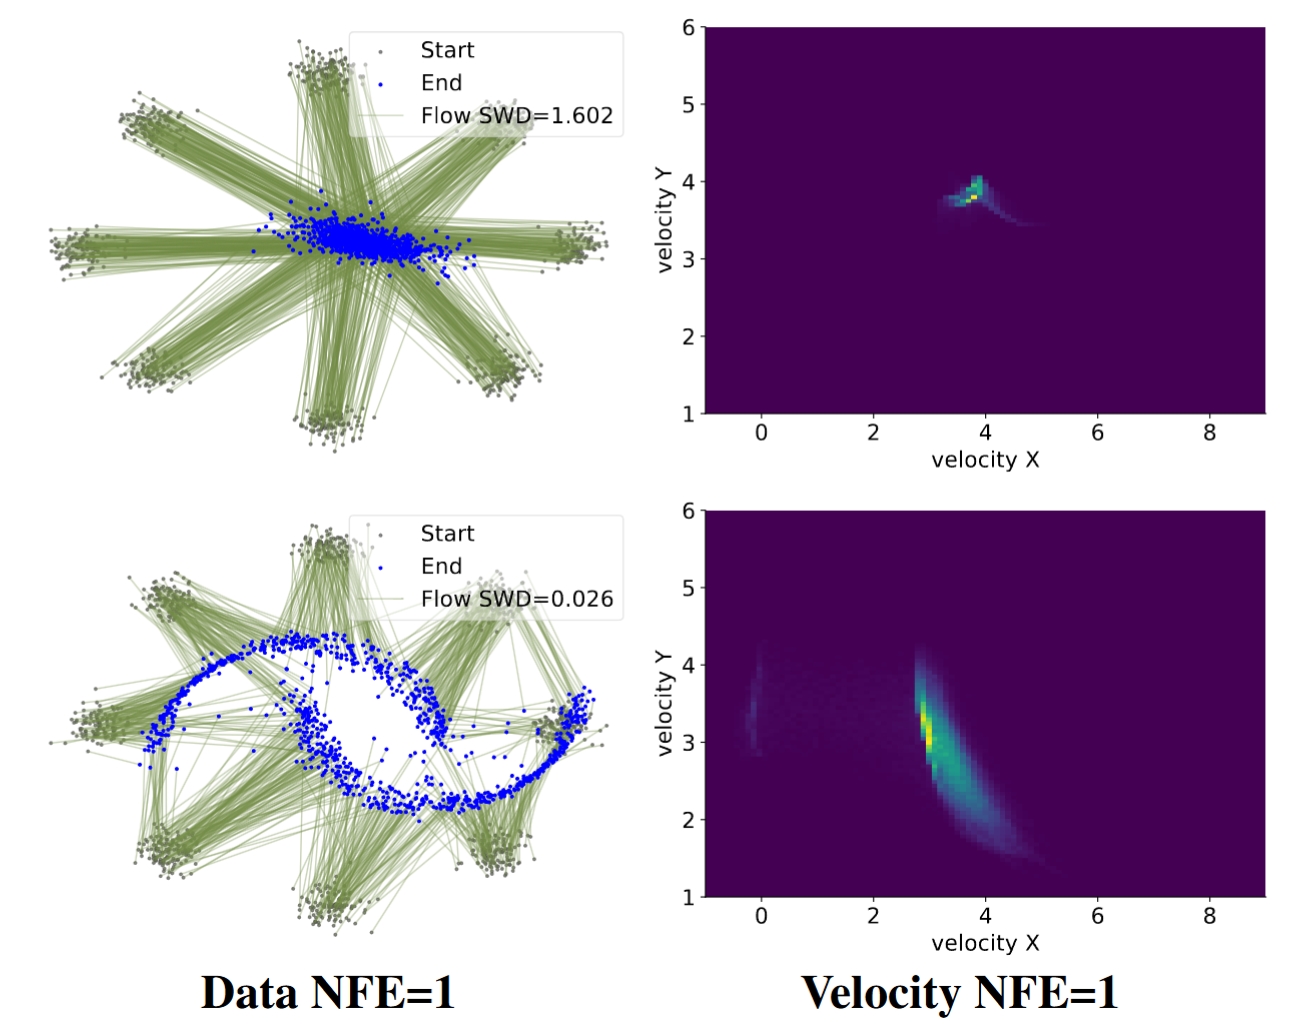 Start
End
Flow SWD=1.602
6
5
4
3
2
1
velocity Y
0 2 4 6 8
velocity X
Start
End
Flow SWD=0.026
6
5
4
3
2
1
velocity Y
0 2 4 6 8
velocity X
Data NFE=1
Velocity NFE=1